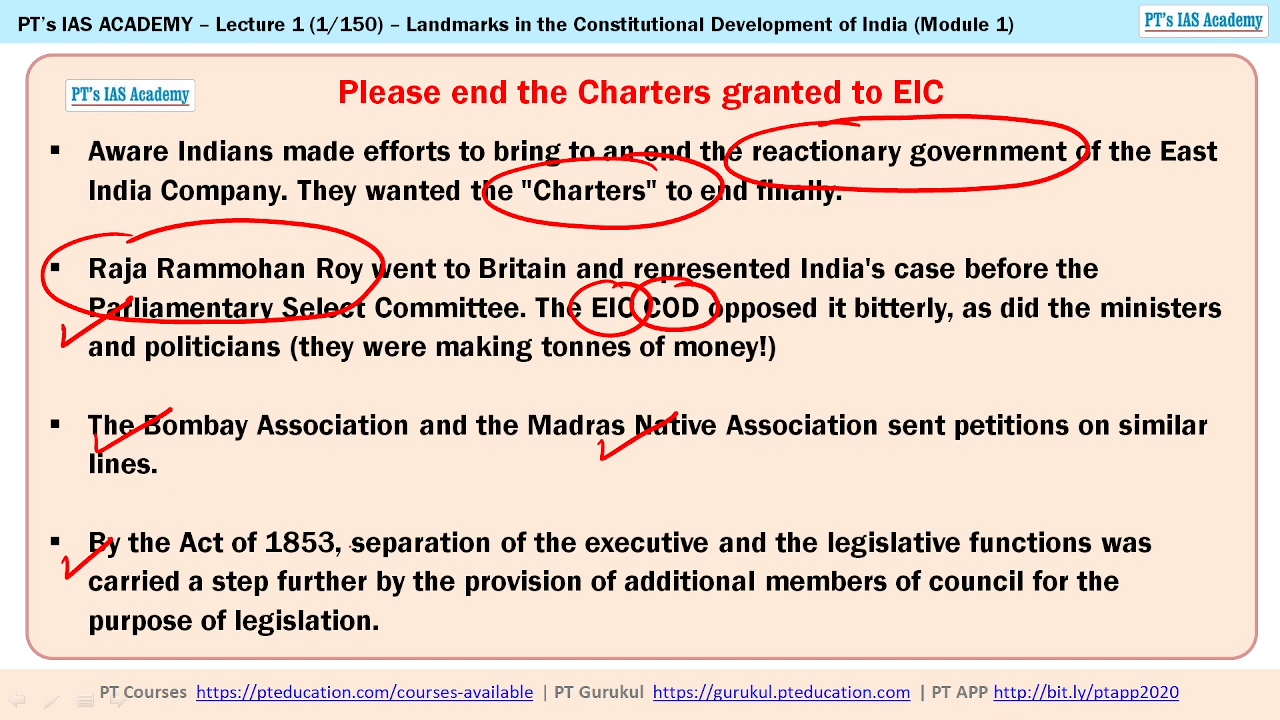 PT's IAS ACADEMY – Lecture 1 (1/150) – Landmarks in the Constitutional Development of India (Module 1)
PT's IAS Academy
PT's IAS Academy
Please end the Charters granted to EIC
▪ Aware Indians made efforts to bring to an end the reactionary government of the East
India Company. They wanted the "Charters" to end finally.
▪ Raja Rammohan Roy went to Britain and represented India's case before the
Parliamentary Select Committee. The EIC COD opposed it bitterly, as did the ministers
and politicians (they were making tonnes of money!)
▪ The Bombay Association and the Madras Native Association sent petitions on similar
lines.
▪ By the Act of 1853, separation of the executive and the legislative functions was
carried a step further by the provision of additional members of council for the
purpose of legislation.
PT Courses https://pteducation.com/courses-available | PT Gurukul https://gurukul.pteducation.com | PT APP http://bit.ly/ptapp2020